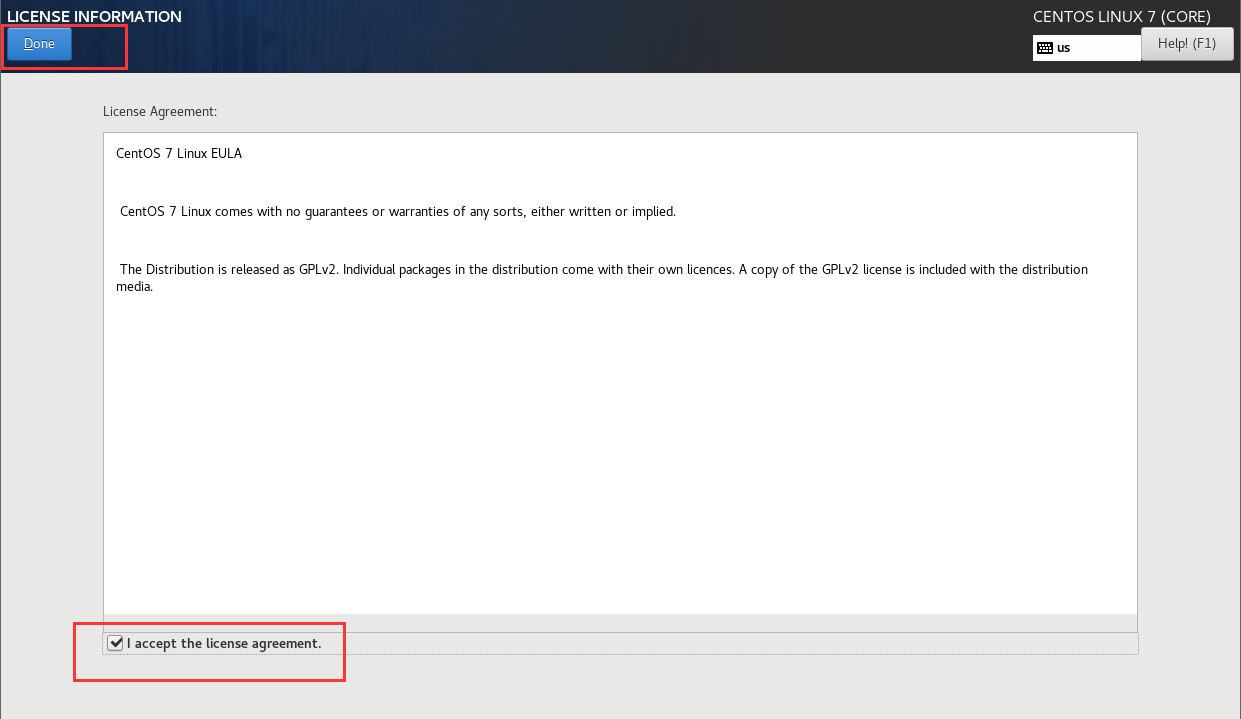 LICENSE INFORMATION
CENTOS LINUX 7 (CORE)
Done
us
Help! (F1)
License Agreement:
CentOS 7 Linux EULA
CentOS 7 Linux comes with no guarantees or warranties of any sorts, either written or implied.
The Distribution is released as GPLv2. Individual packages in the distribution come with their own licences. A copy of the GPLv2 license is included with the distribution
media.
I accept the license agreement.